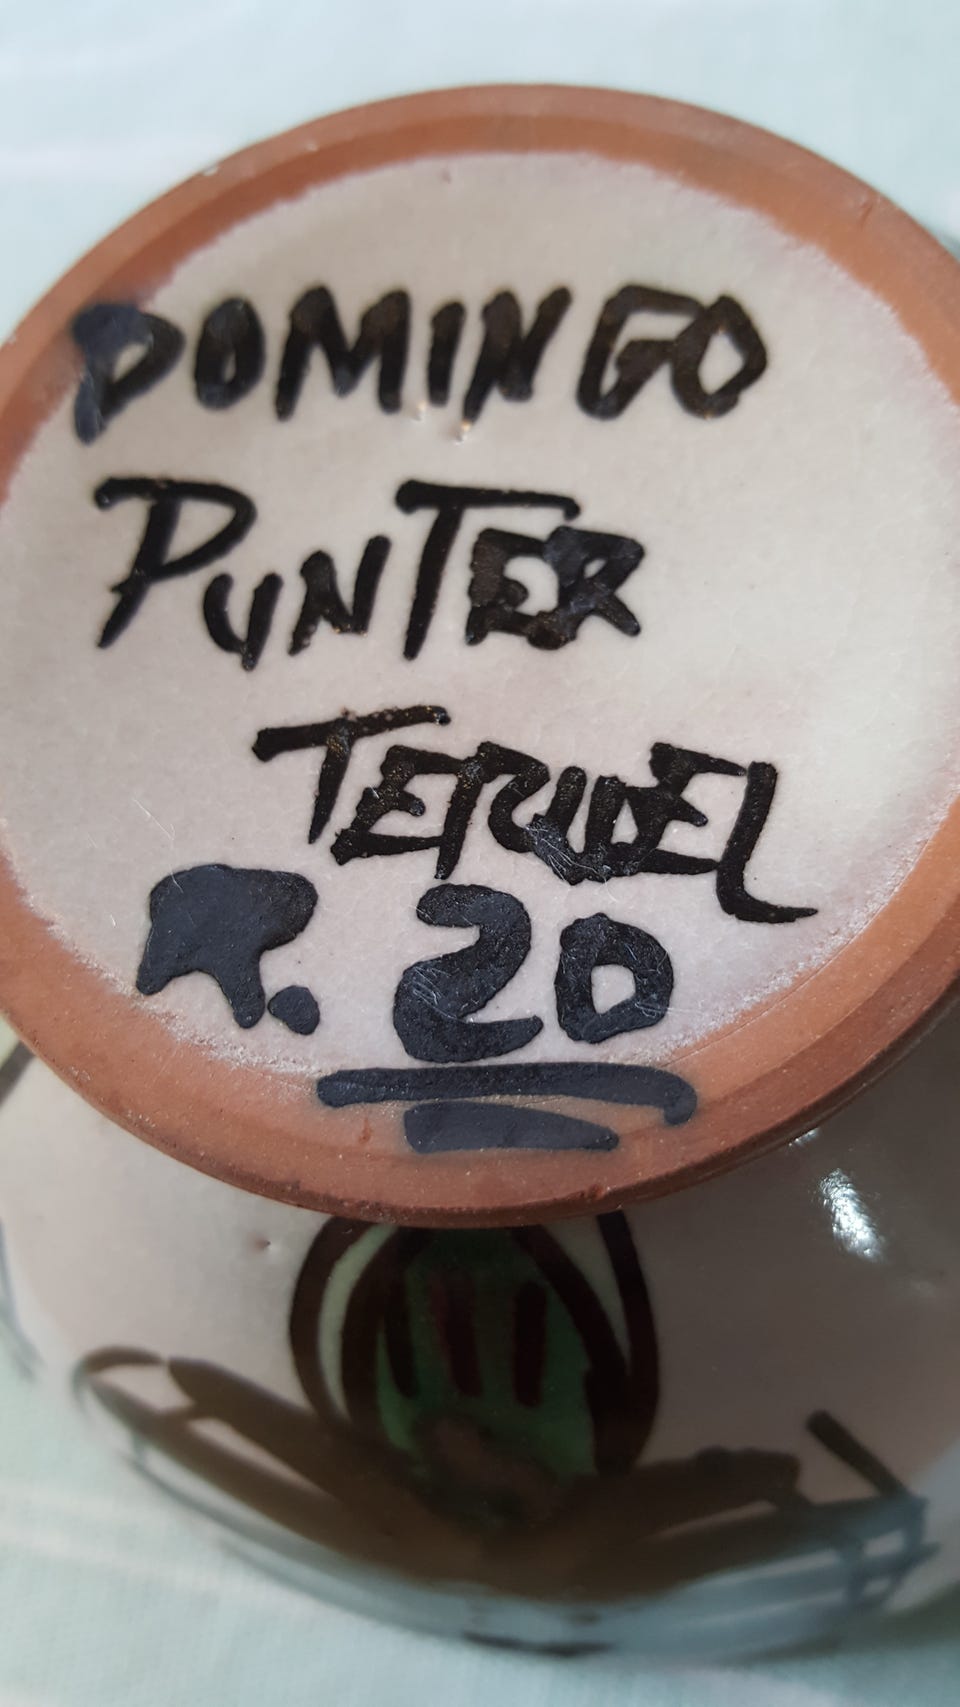 DOMINGO
PUNTER
TERUEL
R. 20